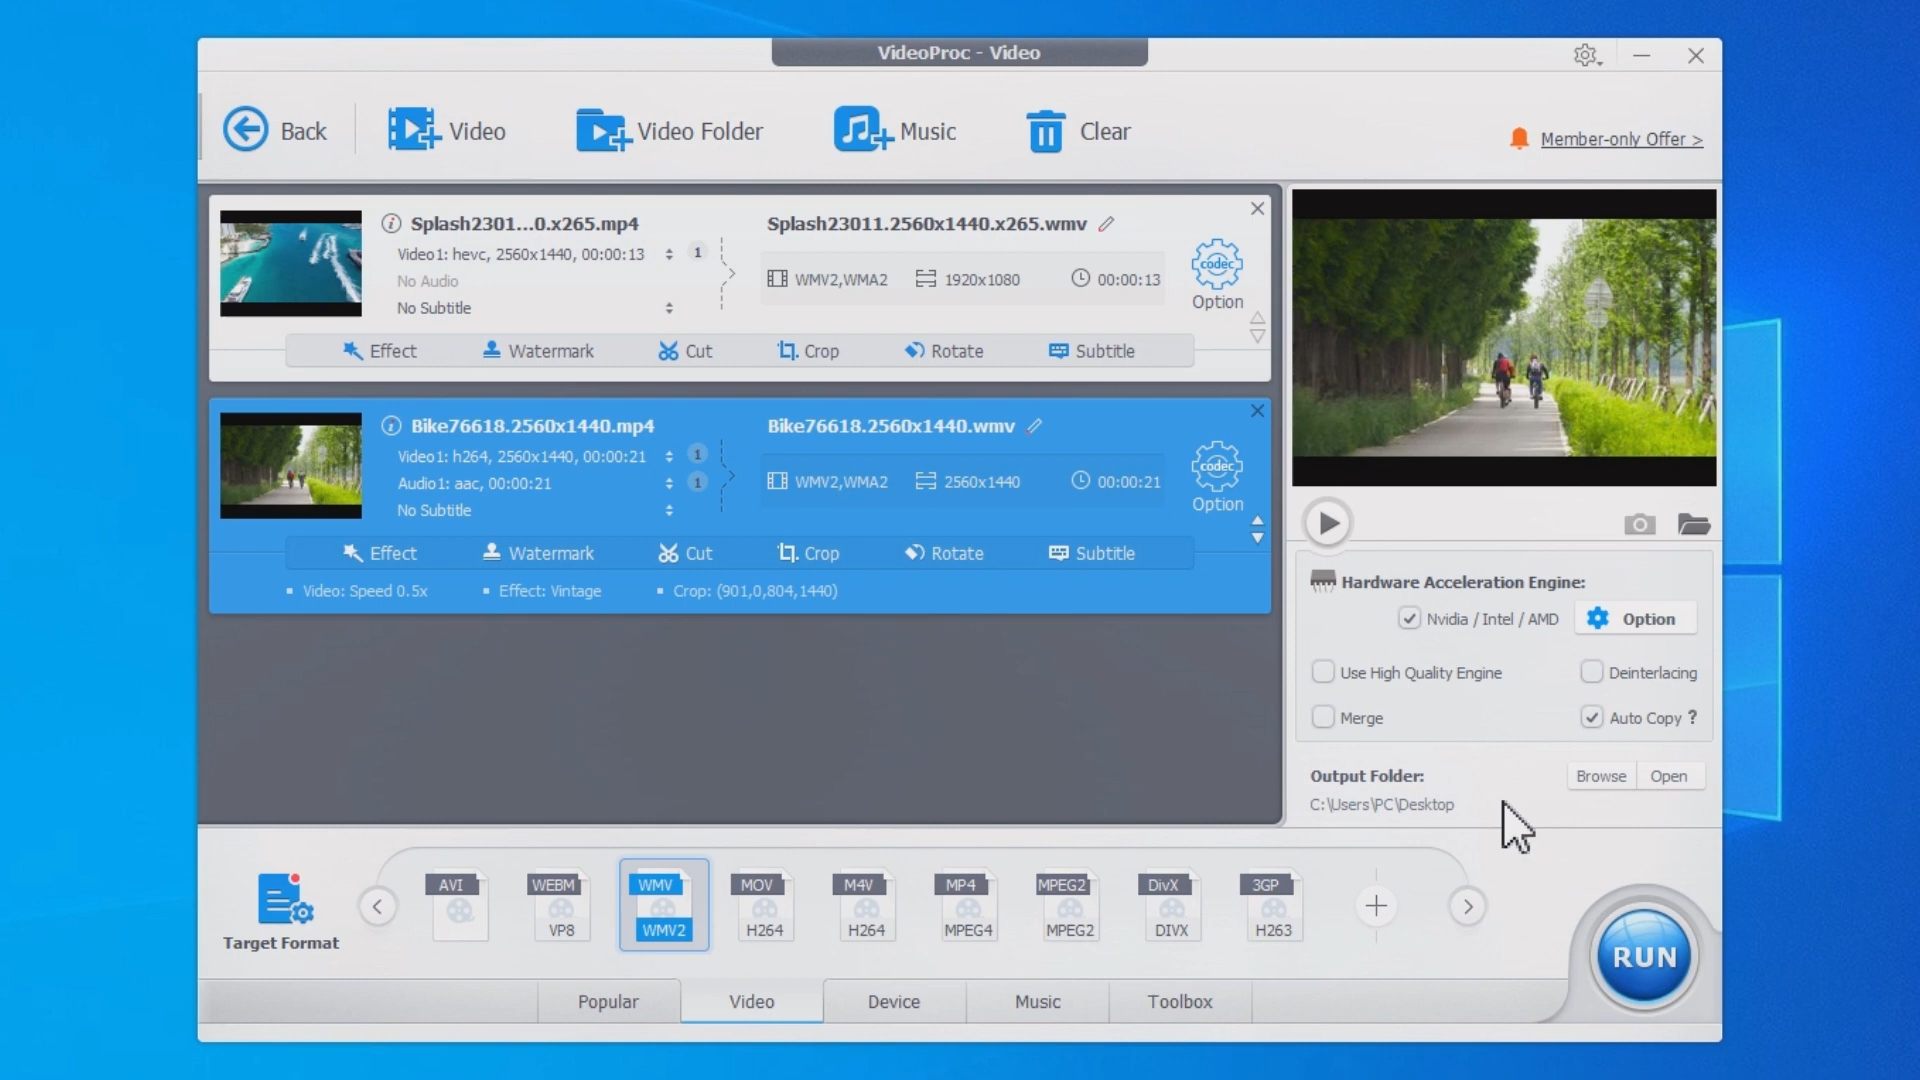 VideoProc - Video
Back
Video
Video Folder
Music
Clear
Member-only Offer >
Splash2301...0.x265.mp4
Video1: hevc, 2560x1440, 00:00:13
1
No Audio
No Subtitle
Splash23011.2560x1440.x265.wmv
WMV2,WMA2
1920x1080
00:00:13
codec
Option
Effect
Watermark
Cut
Crop
Rotate
Subtitle
Bike76618.2560x1440.mp4
Video1: h264, 2560x1440, 00:00:21
1
Audio1: aac, 00:00:21
1
No Subtitle
Bike76618.2560x1440.wmv
WMV2,WMA2
2560x1440
00:00:21
codec
Option
Effect
Watermark
Cut
Crop
Rotate
Subtitle
Video: Speed 0.5x
Effect: Vintage
Crop: (901,0,804,1440)
Hardware Acceleration Engine:
Nvidia / Intel / AMD
Option
Use High Quality Engine
Deinterlacing
Merge
Auto Copy ?
Output Folder:
Browse
Open
C:\Users\PC\Desktop
Target Format
AVI
WEBM
VP8
WMV
WMV2
MOV
H264
M4V
H264
MP4
MPEG4
MPEG2
MPEG2
DivX
DIVX
3GP
H263
RUN
Popular
Video
Device
Music
Toolbox